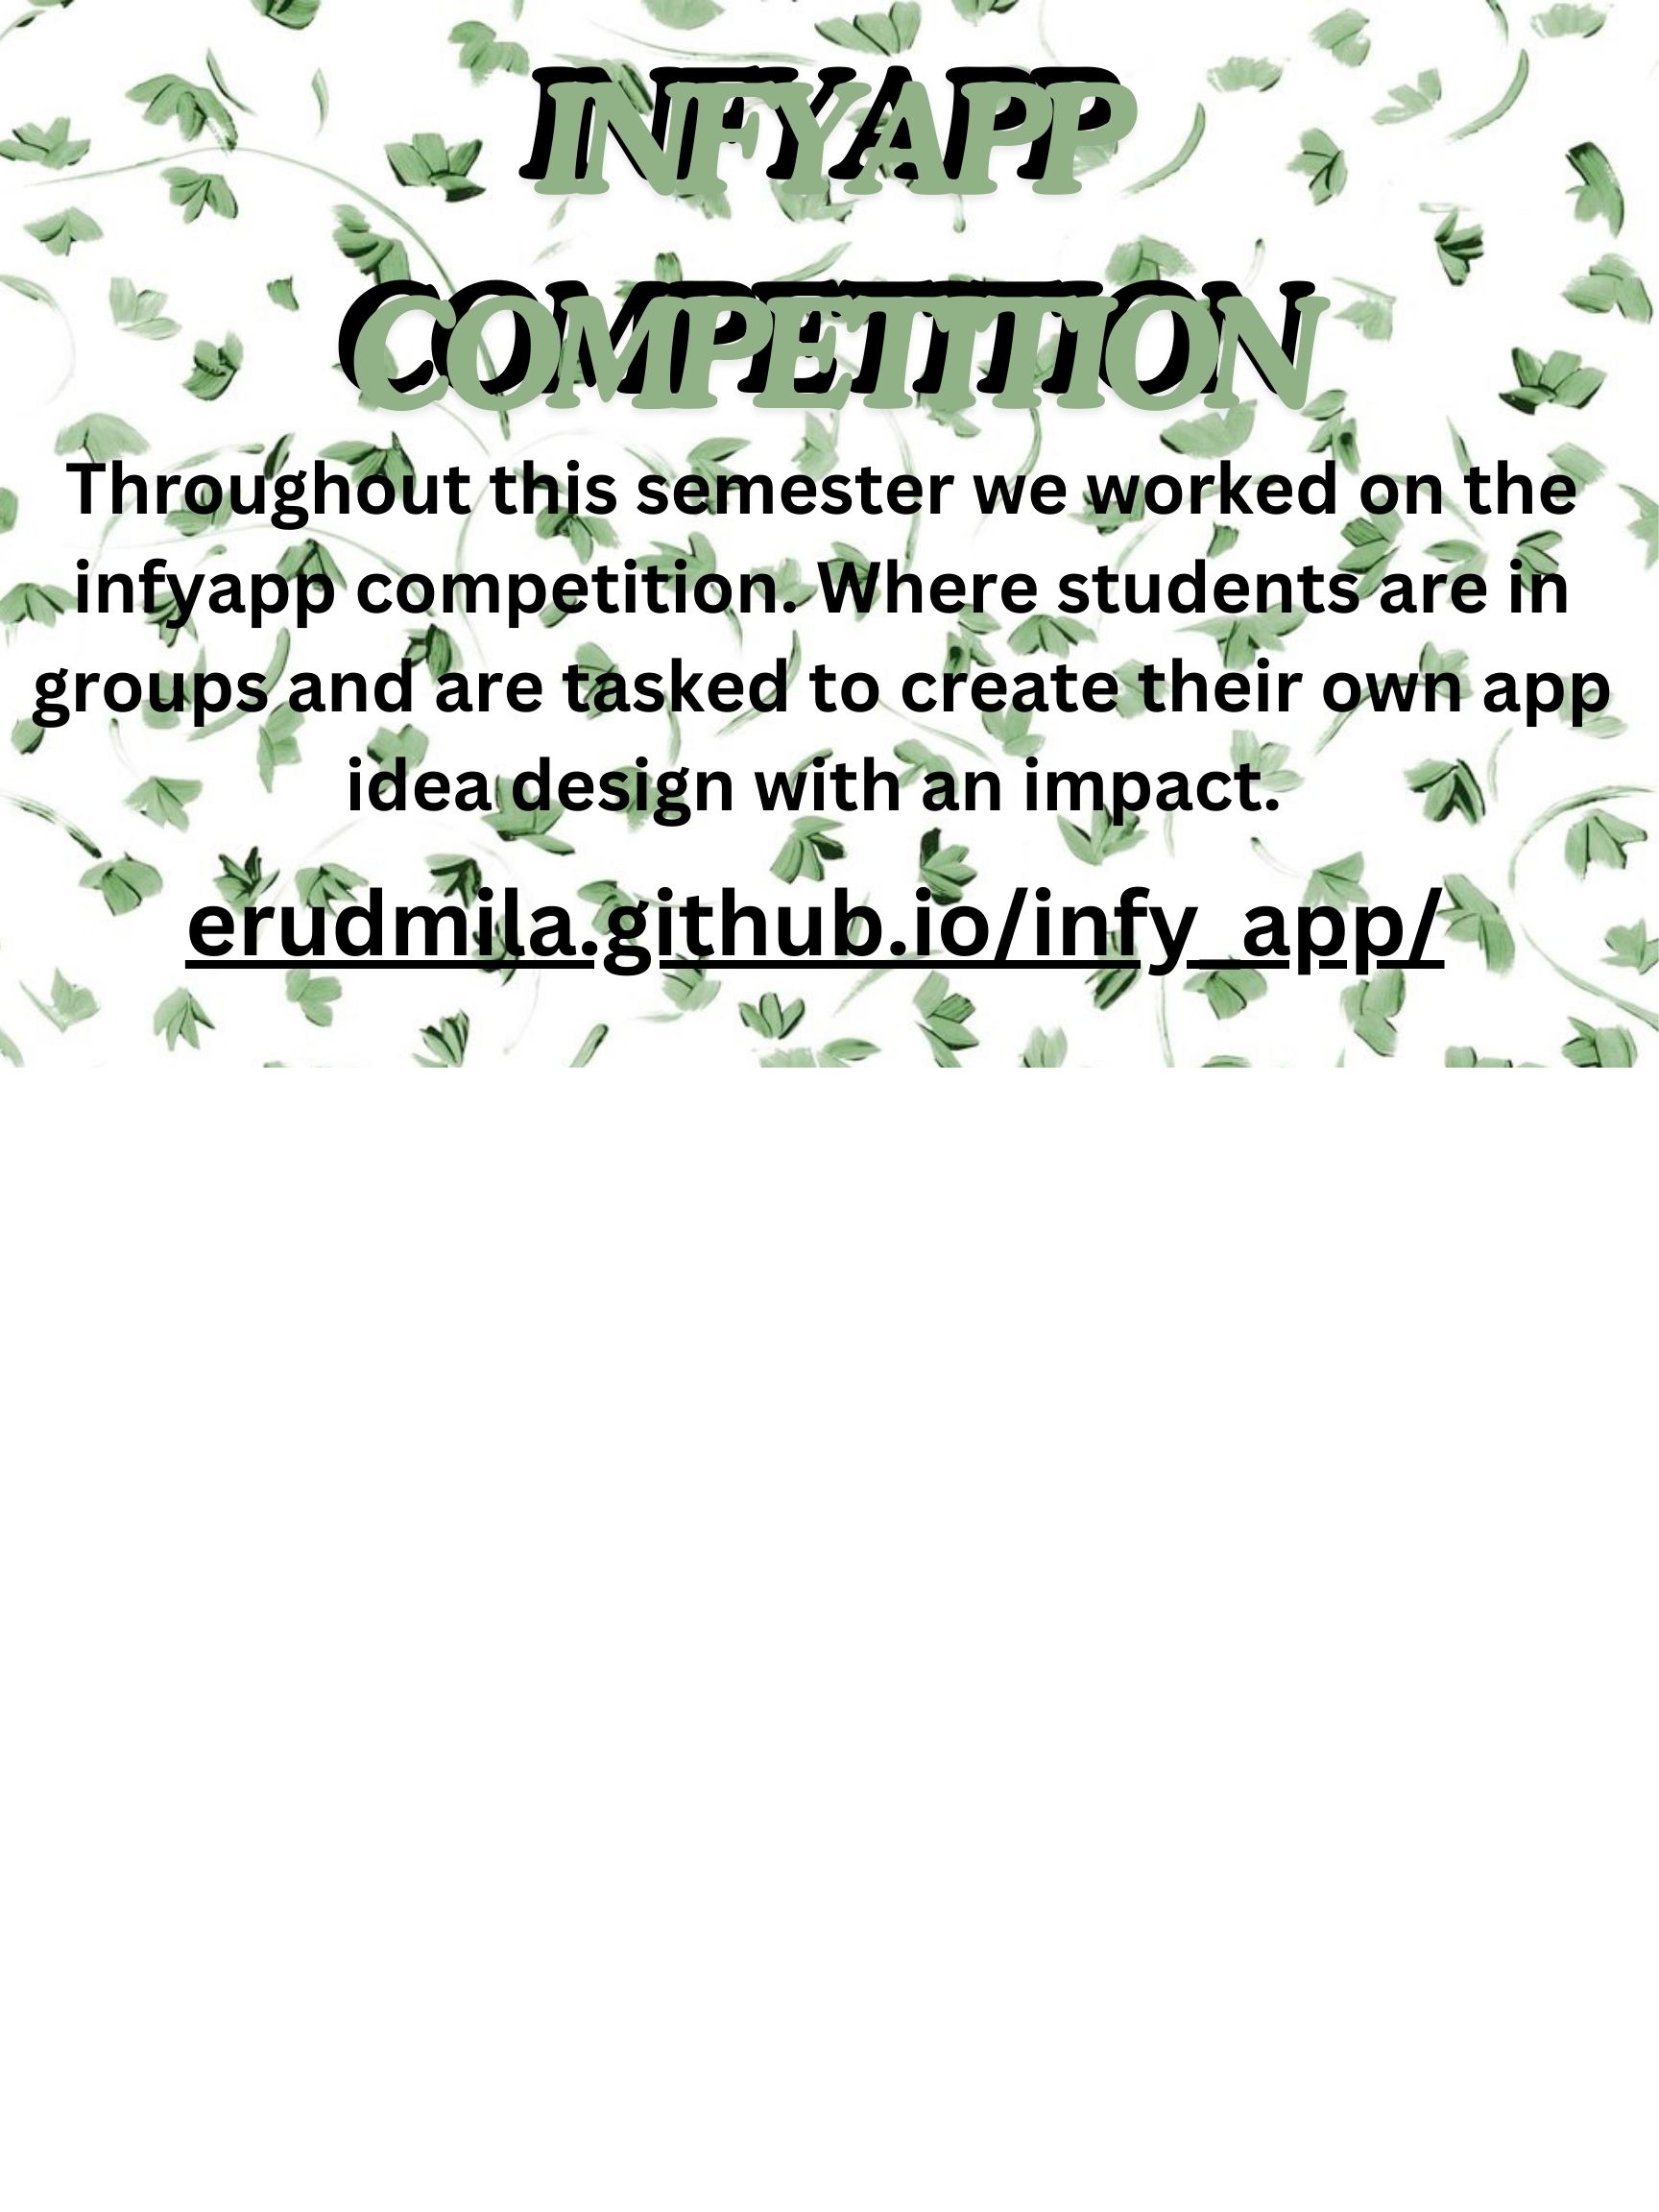 INFYAPP
COMPETITION
Throughout this semester we worked on the
infyapp competition. Where students are in
groups and are tasked to create their own app
idea design with an impact.
erudmila.github.io/infy_app/